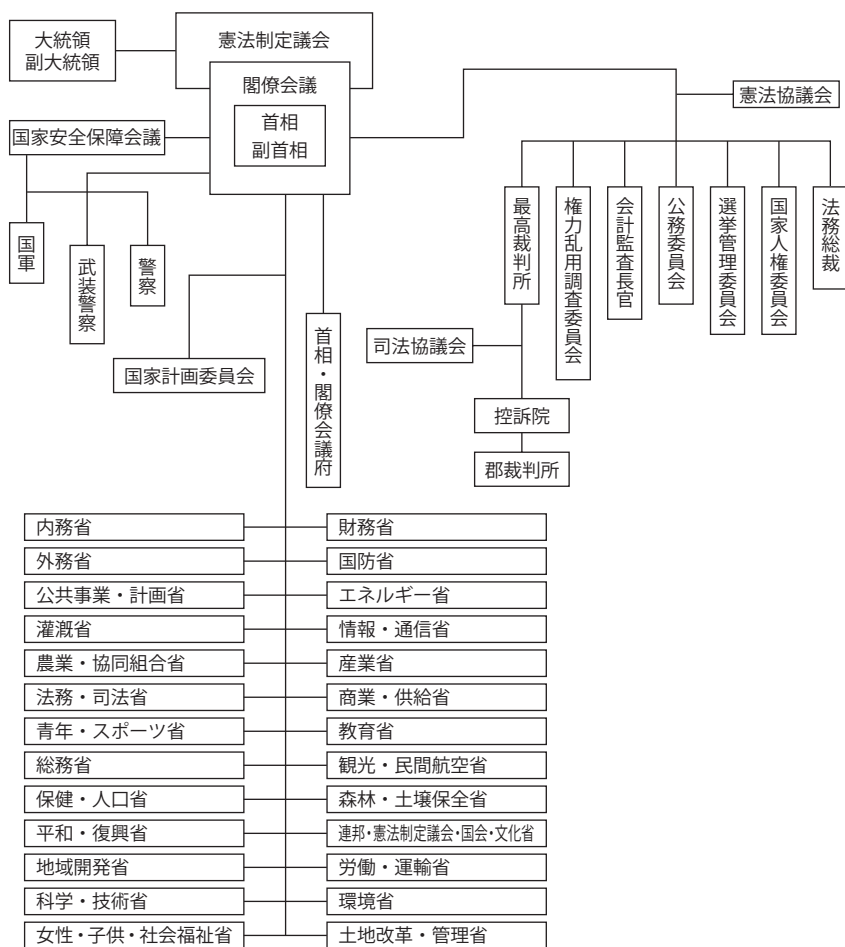 大統領
副大統領
憲法制定議会
閣僚会議
首相
副首相
憲法協議会
国家安全保障会議
国軍
武装警察
警察
最高裁判所
権力乱用調査委員会
会計監査長官
公務委員会
選挙管理委員会
国家人権委員会
法務総裁
国家計画委員会
首相・閣僚会議府
司法協議会
控訴院
郡裁判所
内務省
財務省
外務省
国防省
公共事業・計画省
エネルギー省
灌漑省
情報・通信省
農業・協同組合省
産業省
法務・司法省
商業・供給省
青年・スポーツ省
教育省
総務省
観光・民間航空省
保健・人口省
森林・土壌保全省
平和・復興省
連邦・憲法制定議会・国会・文化省
地域開発省
労働・運輸省
科学・技術省
環境省
女性・子供・社会福祉省
土地改革・管理省